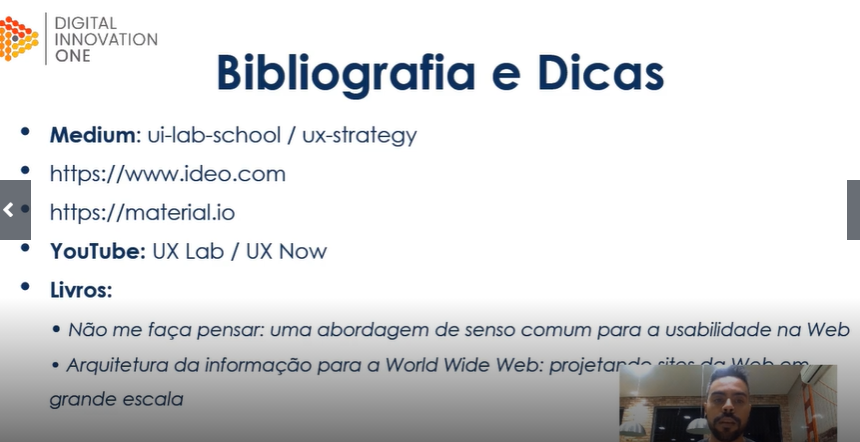 DIGITAL
INNOVATION
ONE
Bibliografia e Dicas
• Medium: ui-lab-school / ux-strategy
• https://www.ideo.com
• https://material.io
• YouTube: UX Lab / UX Now
• Livros:
• Não me faça pensar: uma abordagem de senso comum para a usabilidade na Web
• Arquitetura da informação para a World Wide Web: projetando sites da Web em
grande escala